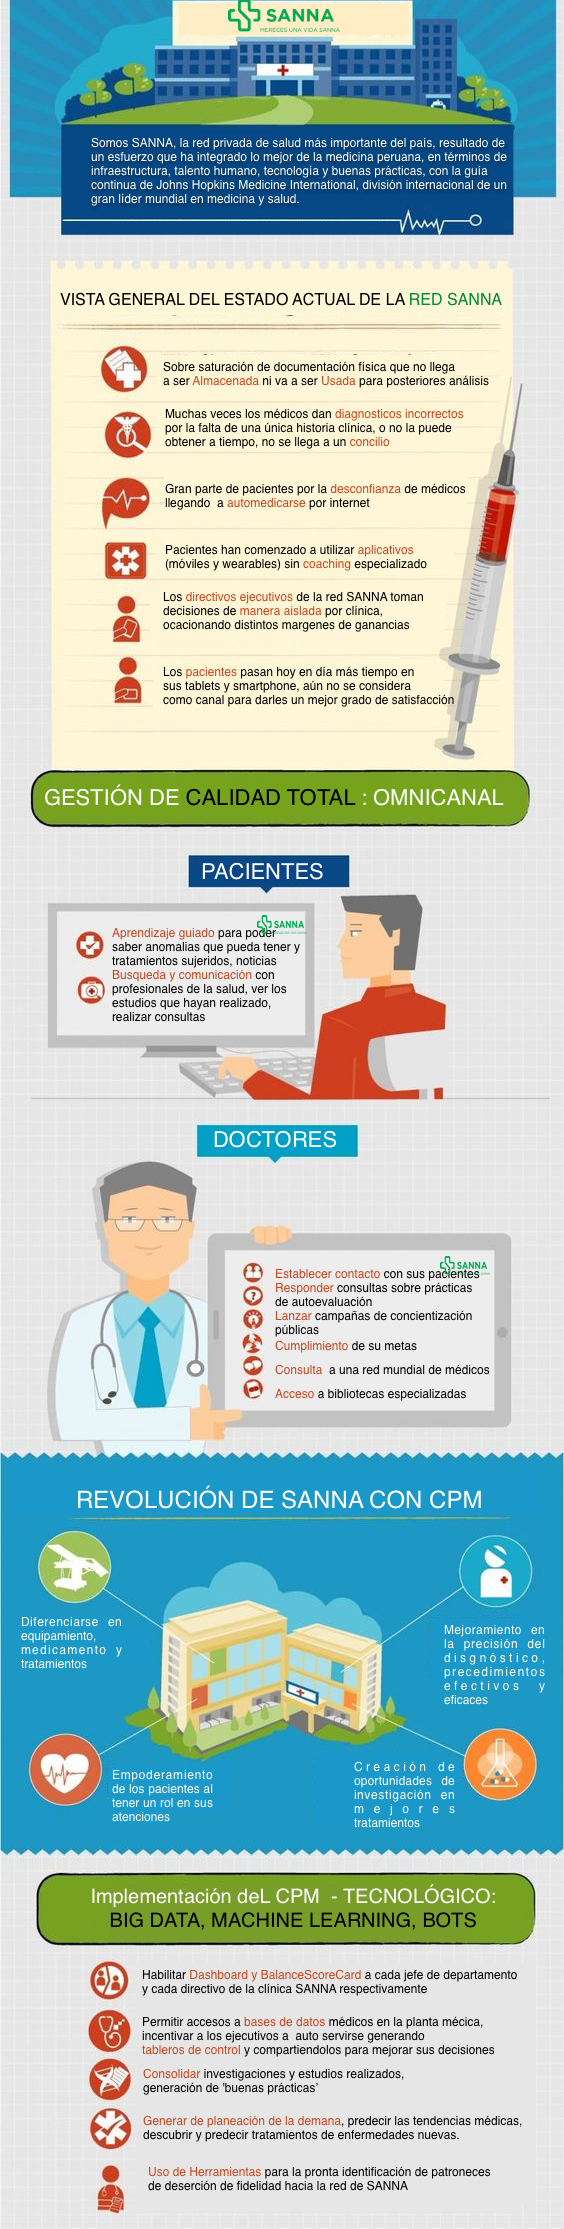 SANNA
MERECES UNA VIDA SANNA
Somos SANNA, la red privada de salud más importante del país, resultado de
un esfuerzo que ha integrado lo mejor de la medicina peruana, en términos de
infraestructura, talento humano, tecnología y buenas prácticas, con la guía
continua de Johns Hopkins Medicine International, división internacional de un
gran líder mundial en medicina y salud.
VISTA GENERAL DEL ESTADO ACTUAL DE LA RED SANNA
Sobre saturación de documentación física que no llega
a ser Almacenada ni va a ser Usada para posteriores análisis
Muchas veces los médicos dan diagnosticos incorrectos
por la falta de una única historia clínica, o no la puede
obtener a tiempo, no se llega a un concilio
Gran parte de pacientes por la desconfianza de médicos
llegando a automedicarse por internet
Pacientes han comenzado a utilizar aplicativos
(móviles y wearables) sin coaching especializado
Los directivos ejecutivos de la red SANNA toman
decisiones de manera aislada por clínica,
ocacionando distintos margenes de ganancias
Los pacientes pasan hoy en día más tiempo en
sus tablets y smartphone, aún no se considera
como canal para darles un mejor grado de satisfacción
GESTIÓN DE CALIDAD TOTAL : OMNICANAL
PACIENTES
SANNA
Aprendizaje guiado para poder
saber anomalias que pueda tener y
tratamientos sujeridos, noticias
Busqueda y comunicación con
profesionales de la salud, ver los
estudios que hayan realizado,
realizar consultas
DOCTORES
SANNA
Establecer contacto con sus pacientes
Responder consultas sobre prácticas
de autoevaluación
Lanzar campañas de concientización
públicas
Cumplimiento de su metas
Consulta a una red mundial de médicos
Acceso a bibliotecas especializadas
REVOLUCIÓN DE SANNA CON CPM
Diferenciarse en
equipamiento,
medicamento y
tratamientos
Mejoramiento en
la precisión del
disgnóstico,
precedimientos
efectivos y
eficaces
Empoderamiento
de los pacientes al
tener un rol en sus
atenciones
Creación de
oportunidades de
investigación en
mejores
tratamientos
Implementación deL CPM - TECNOLÓGICO:
BIG DATA, MACHINE LEARNING, BOTS
Habilitar Dashboard y BalanceScoreCard a cada jefe de departamento
y cada directivo de la clínica SANNA respectivamente
Permitir accesos a bases de datos médicos en la planta mécica,
incentivar a los ejecutivos a auto servirse generando
tableros de control y compartiendolos para mejorar sus decisiones
Consolidar investigaciones y estudios realizados,
generación de 'buenas prácticas'
Generar de planeación de la demana, predecir las tendencias médicas,
descubrir y predecir tratamientos de enfermedades nuevas.
Uso de Herramientas para la pronta identificación de patroneces
de deserción de fidelidad hacia la red de SANNA